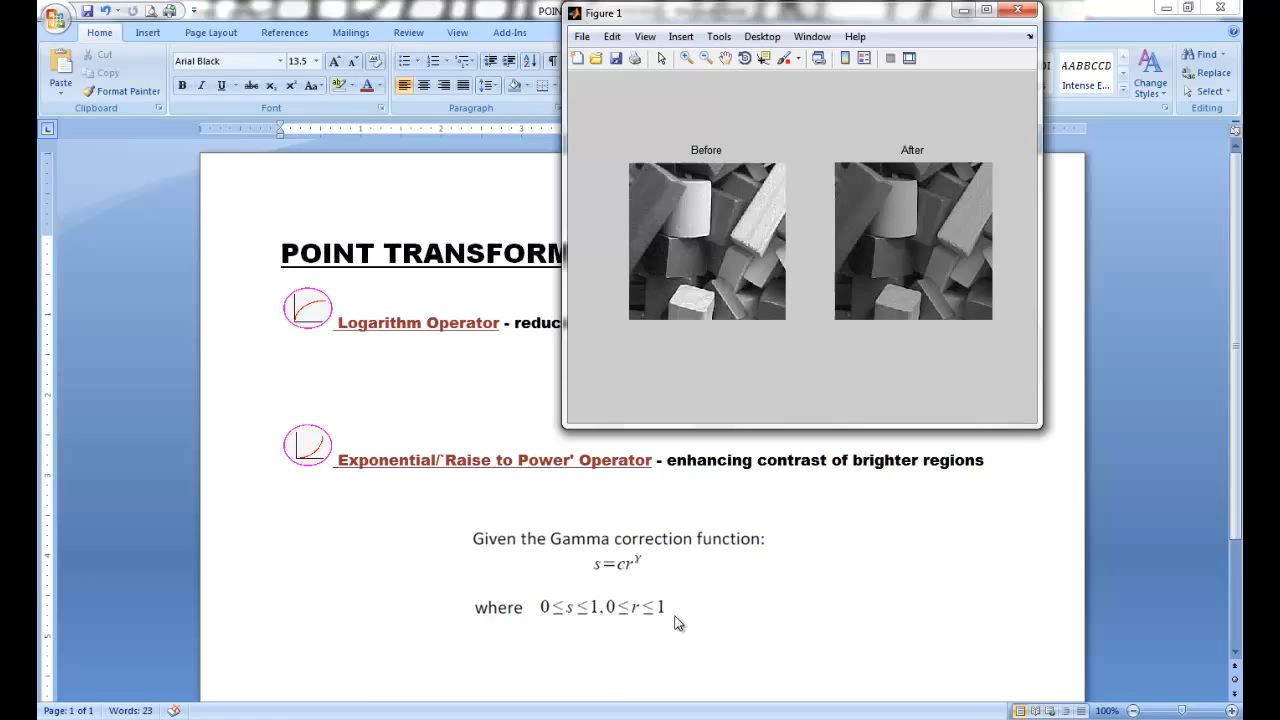 POIN
Figure 1
Home Insert Page Layout References Mailings Review View Add-Ins
File Edit View Insert Tools Desktop Window Help
Paste
Cut
Copy
Format Painter
Clipboard
Arial Black 13.5
Font
Paragraph
AABBCCD
Intense E...
Change Styles
Find
Replace
Select
Editing
Before After
POINT TRANSFORM
Logarithm Operator - reduc
Exponential/`Raise to Power' Operator - enhancing contrast of brighter regions
Given the Gamma correction function:
s=cr^γ
where 0≤s≤1,0≤r≤1
Page: 1 of 1 Words: 23 100%